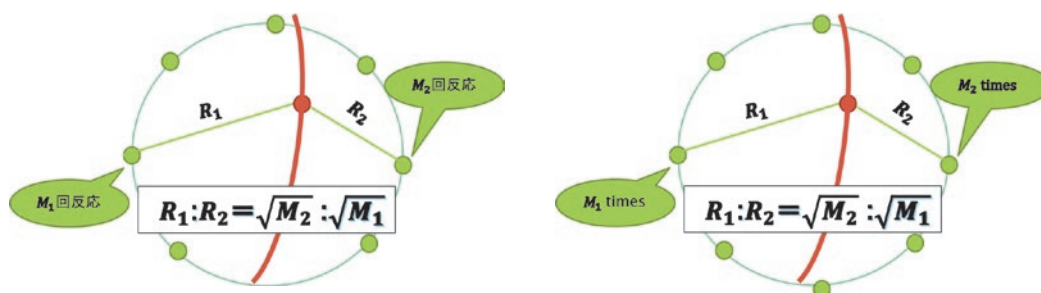 R₁
R₂
M₂回反応
M₁回反応
R₁:R₂=√M₂:√M₁
R₁
R₂
M₂ times
M₁ times
R₁:R₂=√M₂:√M₁